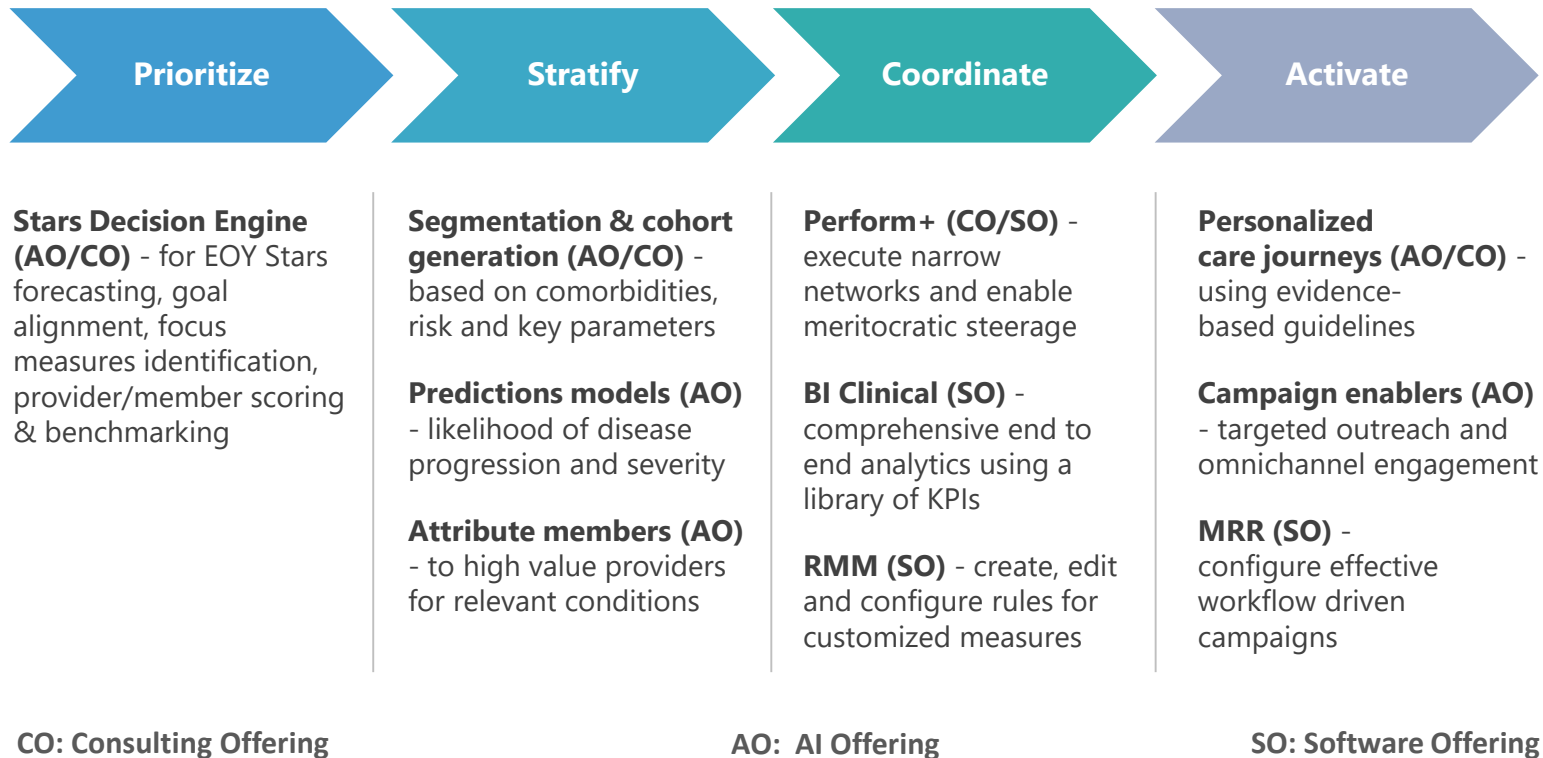 Prioritize
Stratify
Coordinate
Activate
Stars Decision Engine
(AO/CO) - for EOY Stars
forecasting, goal
alignment, focus
measures identification,
provider/member scoring
& benchmarking
Segmentation & cohort
generation (AO/CO) -
based on comorbidities,
risk and key parameters
Predictions models (AO)
- likelihood of disease
progression and severity
Attribute members (AO)
- to high value providers
for relevant conditions
Perform+ (CO/SO) -
execute narrow
networks and enable
meritocratic steerage
BI Clinical (SO) -
comprehensive end to
end analytics using a
library of KPIs
RMM (SO) - create, edit
and configure rules for
customized measures
Personalized
care journeys (AO/CO) -
using evidence-
based guidelines
Campaign enablers (AO)
- targeted outreach and
omnichannel engagement
MRR (SO) -
configure effective
workflow driven
campaigns
CO: Consulting Offering
AO: AI Offering
SO: Software Offering